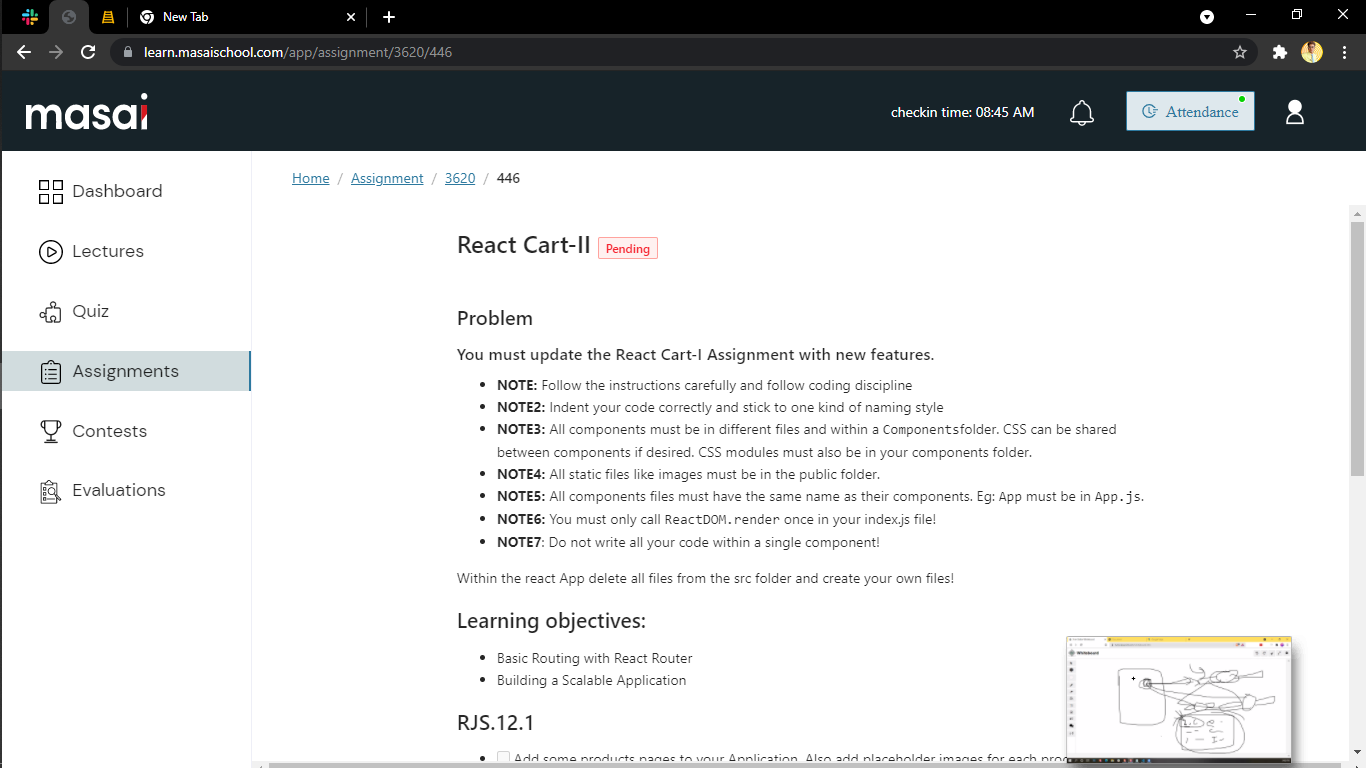 New Tab
learn.masaischool.com/app/assignment/3620/446
masai
checkin time: 08:45 AM
Attendance
Dashboard
Lectures
Quiz
Assignments
Contests
Evaluations
Home / Assignment / 3620 / 446
React Cart-II Pending
Problem
You must update the React Cart-I Assignment with new features.
NOTE: Follow the instructions carefully and follow coding discipline
NOTE2: Indent your code correctly and stick to one kind of naming style
NOTE3: All components must be in different files and within a Componentsfolder. CSS can be shared
between components if desired. CSS modules must also be in your components folder.
NOTE4: All static files like images must be in the public folder.
NOTE5: All components files must have the same name as their components. Eg: App must be in App.js.
NOTE6: You must only call ReactDOM.render once in your index.js file!
NOTE7: Do not write all your code within a single component!
Within the react App delete all files from the src folder and create your own files!
Learning objectives:
Basic Routing with React Router
Building a Scalable Application
RJS.12.1
Add some products pages to your Application. Also add placeholder images for each
Whiteboard